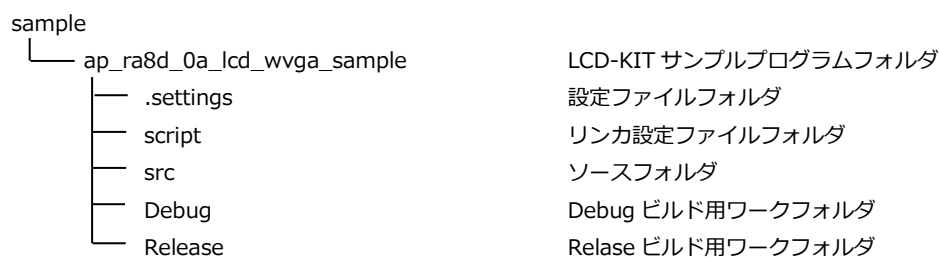 sample
ap_ra8d_0a_lcd_wvga_sample LCD-KIT サンプルプログラムフォルダ
.settings 設定ファイルフォルダ
script リンカ設定ファイルフォルダ
src ソースフォルダ
Debug Debug ビルド用ワークフォルダ
Release Relase ビルド用ワークフォルダ